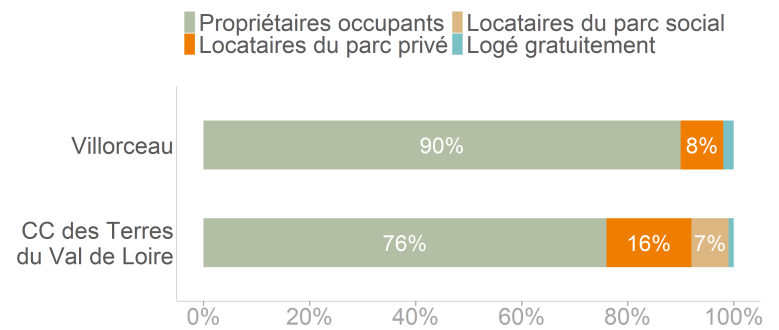 Propriétaires occupants Locataires du parc social
Locataires du parc privé Logé gratuitement
Villorceau 90% 8%
CC des Terres
du Val de Loire 76% 16% 7%
0% 20% 40% 60% 80% 100%